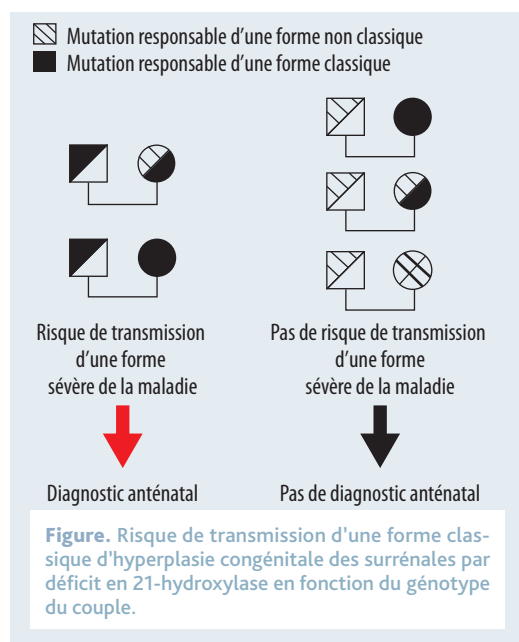 Mutation responsable d'une forme non classique
Mutation responsable d'une forme classique
Risque de transmission
d'une forme
sévère de la maladie
Diagnostic anténatal
Pas de risque de transmission
d'une forme
sévère de la maladie
Pas de diagnostic anténatal
Figure. Risque de transmission d'une forme clas-
sique d'hyperplasie congénitale des surrénales par
déficit en 21-hydroxylase en fonction du génotype
du couple.